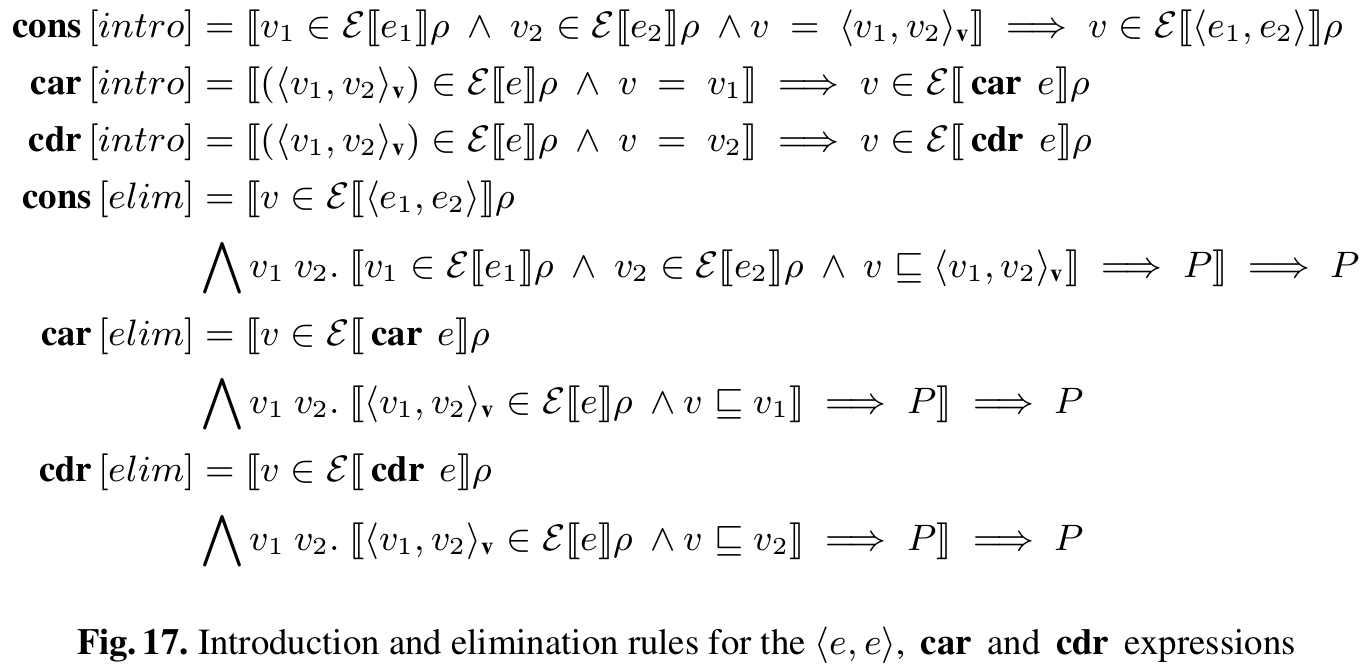 cons [intro] = ⟦v₁ ∈ ℰ⟦e₁⟧ρ ∧ v₂ ∈ ℰ⟦e₂⟧ρ ∧ v = ⟨v₁, v₂⟩ᵥ⟧ ⟹ v ∈ ℰ⟦⟨e₁, e₂⟩⟧ρ
car [intro] = ⟦(⟨v₁, v₂⟩ᵥ) ∈ ℰ⟦e⟧ρ ∧ v = v₁⟧ ⟹ v ∈ ℰ⟦ car e⟧ρ
cdr [intro] = ⟦(⟨v₁, v₂⟩ᵥ) ∈ ℰ⟦e⟧ρ ∧ v = v₂⟧ ⟹ v ∈ ℰ⟦ cdr e⟧ρ
cons [elim] = ⟦v ∈ ℰ⟦⟨e₁, e₂⟩⟧ρ
⋀ v₁ v₂. ⟦v₁ ∈ ℰ⟦e₁⟧ρ ∧ v₂ ∈ ℰ⟦e₂⟧ρ ∧ v ⊑ ⟨v₁, v₂⟩ᵥ⟧ ⟹ P⟧ ⟹ P
car [elim] = ⟦v ∈ ℰ⟦ car e⟧ρ
⋀ v₁ v₂. ⟦⟨v₁, v₂⟩ᵥ ∈ ℰ⟦e⟧ρ ∧ v ⊑ v₁⟧ ⟹ P⟧ ⟹ P
cdr [elim] = ⟦v ∈ ℰ⟦ cdr e⟧ρ
⋀ v₁ v₂. ⟦⟨v₁, v₂⟩ᵥ ∈ ℰ⟦e⟧ρ ∧ v ⊑ v₂⟧ ⟹ P⟧ ⟹ P
Fig. 17. Introduction and elimination rules for the ⟨e, e⟩, car and cdr expressions